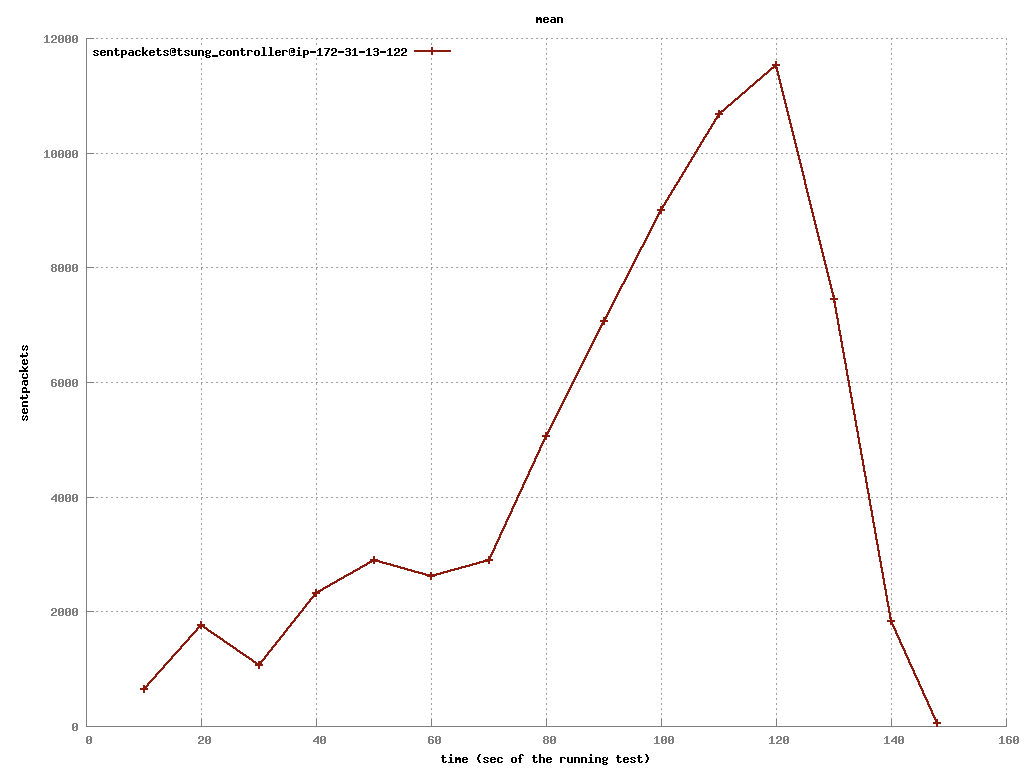 mean
12000
sentpackets@tsung_controller@ip-172-31-13-122
10000
8000
sentpackets
6000
4000
2000
0
0 20 40 60 80 100 120 140 160
time (sec of the running test)